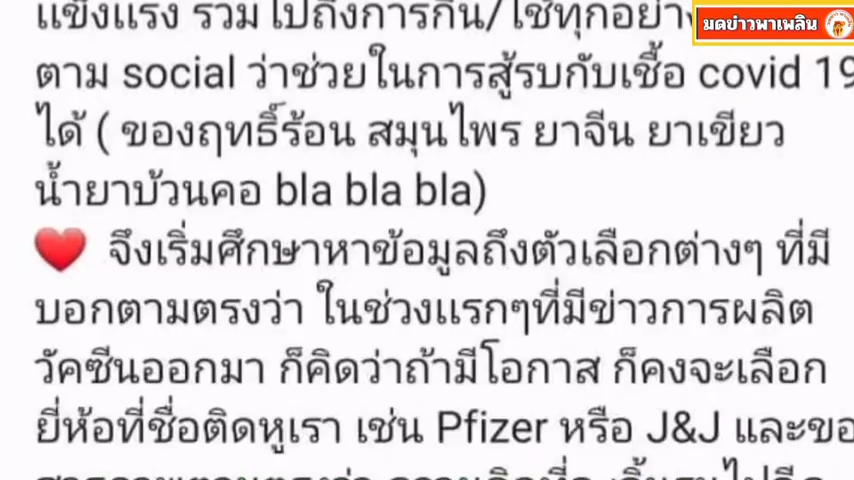 แข็งแรง รวมไปถึงการกิน/ใช้ทุกอย่าง
มดข่าวพาเพลิน
ตาม social ว่าช่วยในการสู้รบกับเชื้อ covid 19
ได้ ( ของฤทธิ์ร้อน สมุนไพร ยาจีน ยาเขียว
น้ำยาบ้วนคอ bla bla bla)
❤️ จึงเริ่มศึกษาหาข้อมูลถึงตัวเลือกต่างๆ ที่มี
บอกตามตรงว่า ในช่วงแรกๆที่มีข่าวการผลิต
วัคซีนออกมา ก็คิดว่าถ้ามีโอกาส ก็คงจะเลือก
ยี่ห้อที่ชื่อติดหูเรา เช่น Pfizer หรือ J&J และขอ